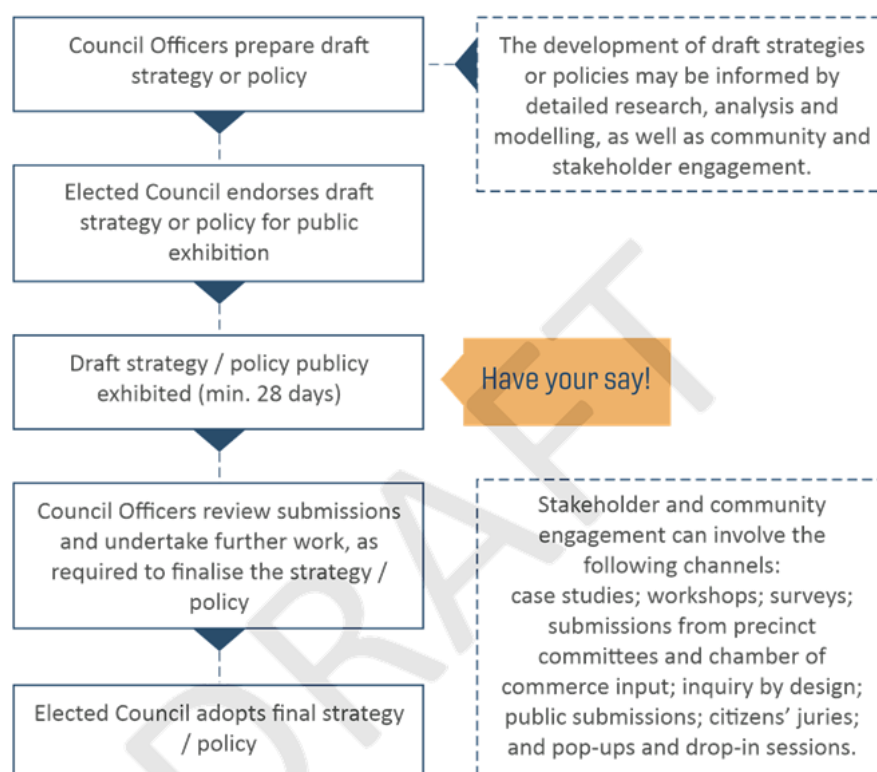 Council Officers prepare draft
strategy or policy
The development of draft strategies
or policies may be informed by
detailed research, analysis and
modelling, as well as community and
stakeholder engagement.
Elected Council endorses draft
strategy or policy for public
exhibition
Draft strategy / policy publicy
exhibited (min. 28 days)
Have your say!
Council Officers review submissions
and undertake further work, as
required to finalise the strategy /
policy
Stakeholder and community
engagement can involve the
following channels:
case studies; workshops; surveys;
submissions from precinct
committees and chamber of
commerce input; inquiry by design;
public submissions; citizens’ juries;
and pop-ups and drop-in sessions.
Elected Council adopts final strategy
/ policy
DRAFT